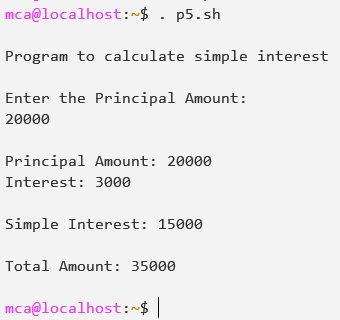 mca@localhost:~$ . p5.sh
Program to calculate simple interest
Enter the Principal Amount:
20000
Principal Amount: 20000
Interest: 3000
Simple Interest: 15000
Total Amount: 35000
mca@localhost:~$